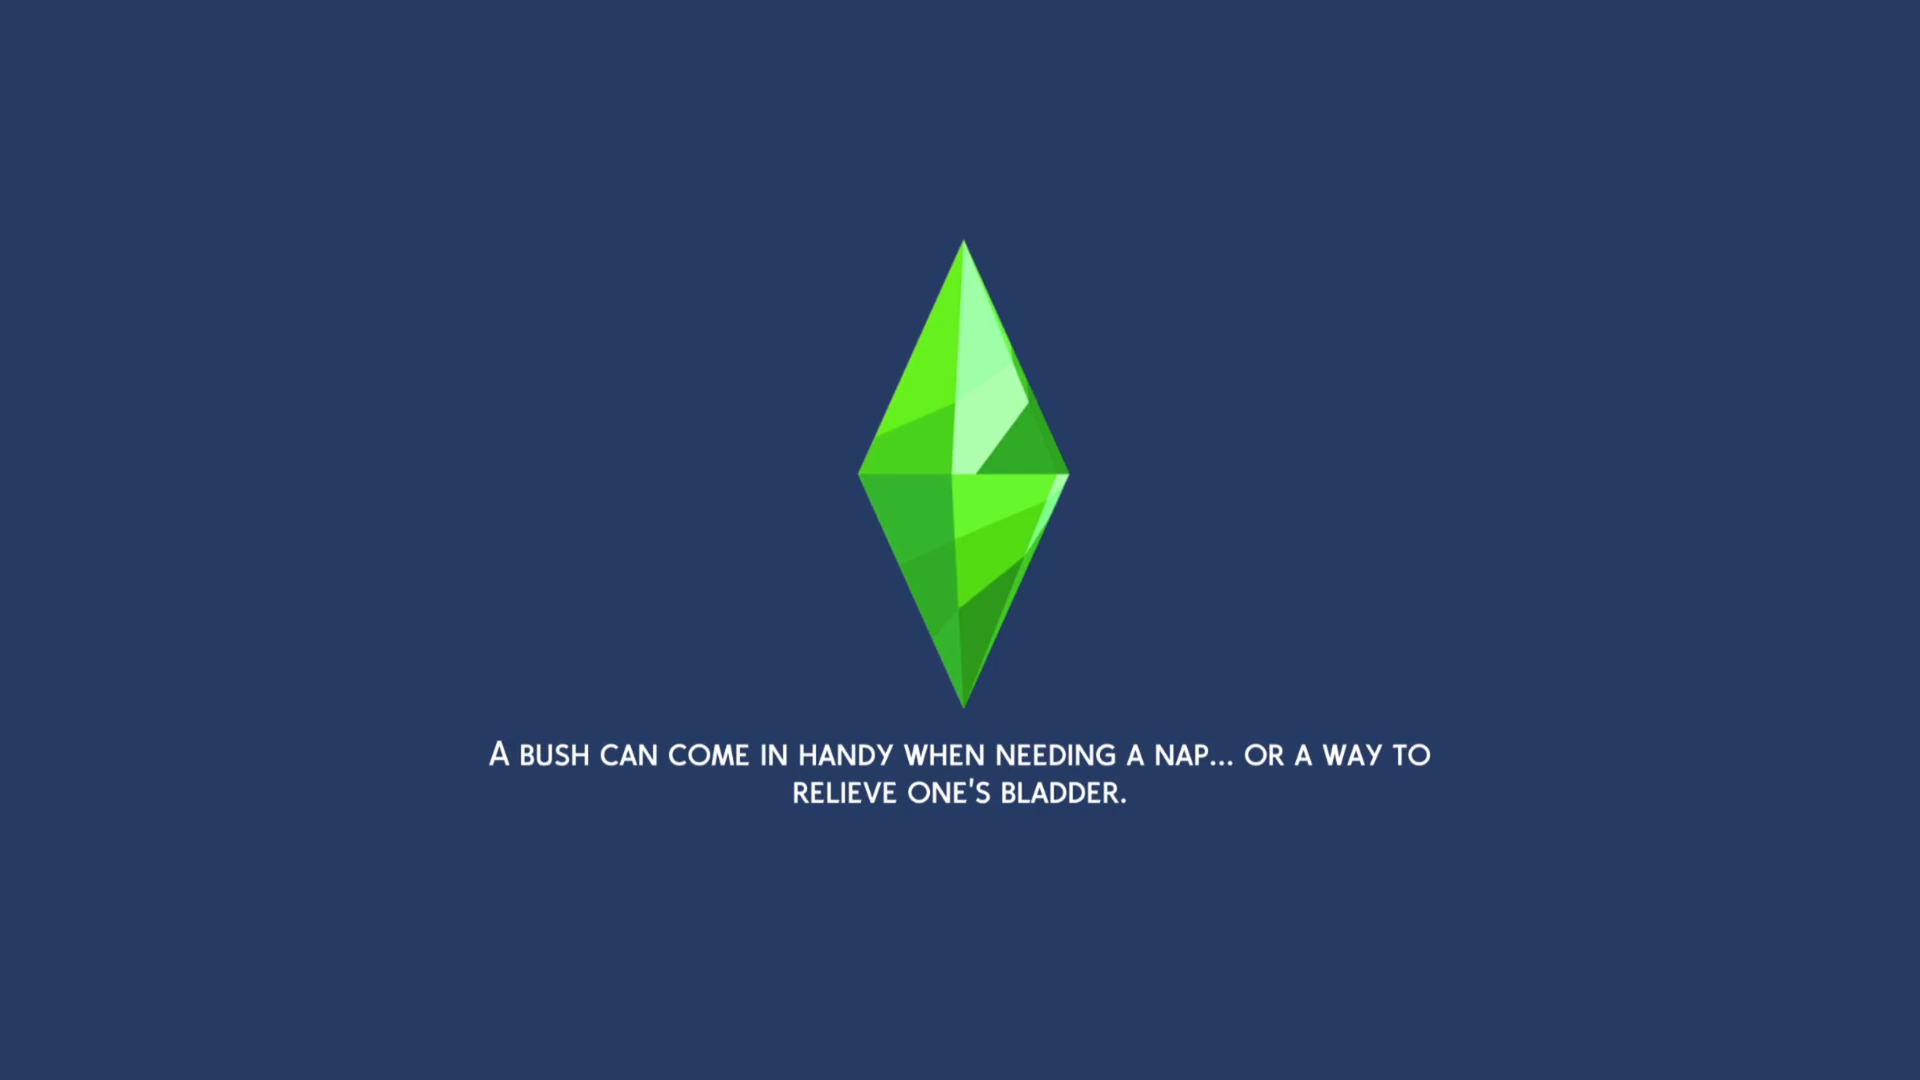 A BUSH CAN COME IN HANDY WHEN NEEDING A NAP... OR A WAY TO
RELIEVE ONE'S BLADDER.